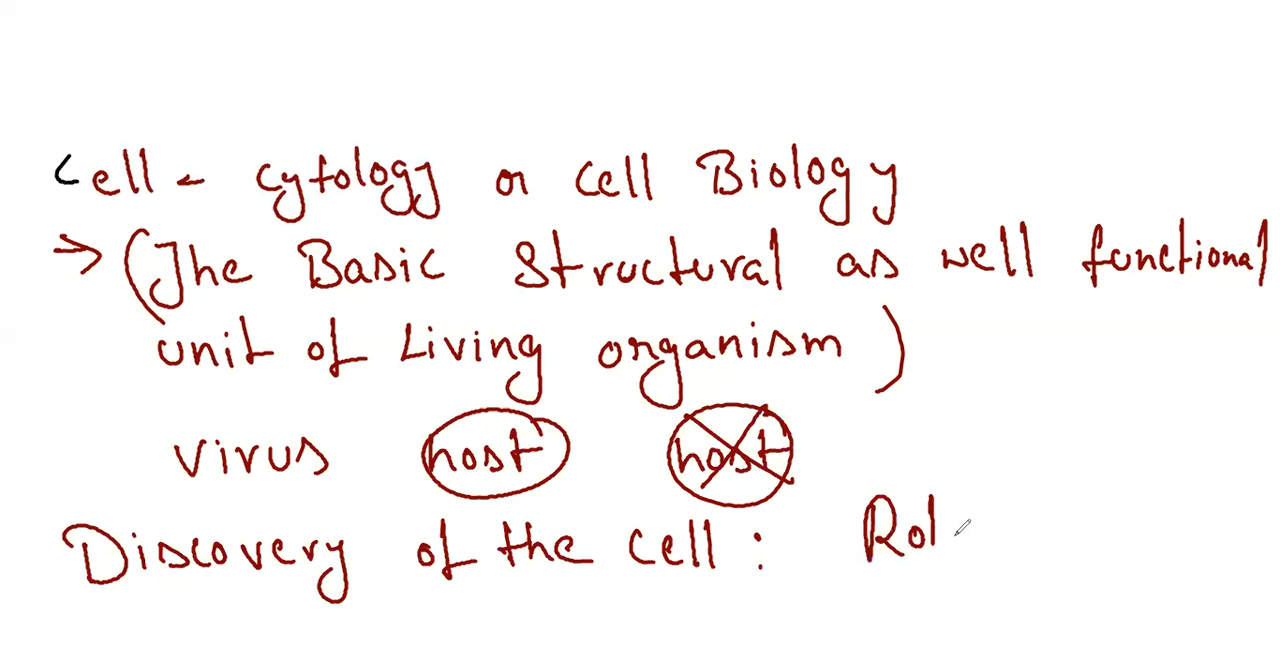 Cell - cytology or cell Biology
→ (The Basic Structural as well functional
unit of Living organism)
virus host host
Discovery of the cell : Rol